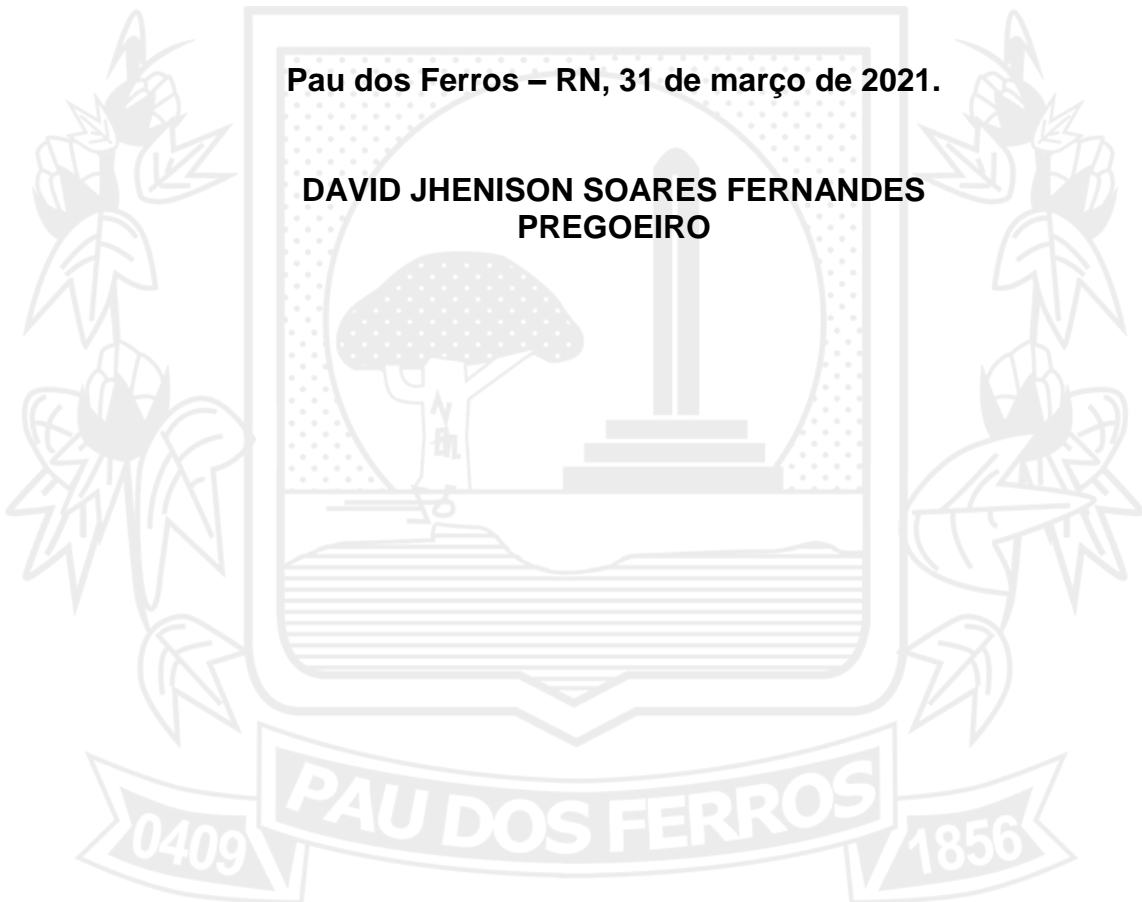 Pau dos Ferros – RN, 31 de março de 2021.
DAVID JHENISON SOARES FERNANDES
PREGOEIRO
PAU DOS FERROS
0409
1856